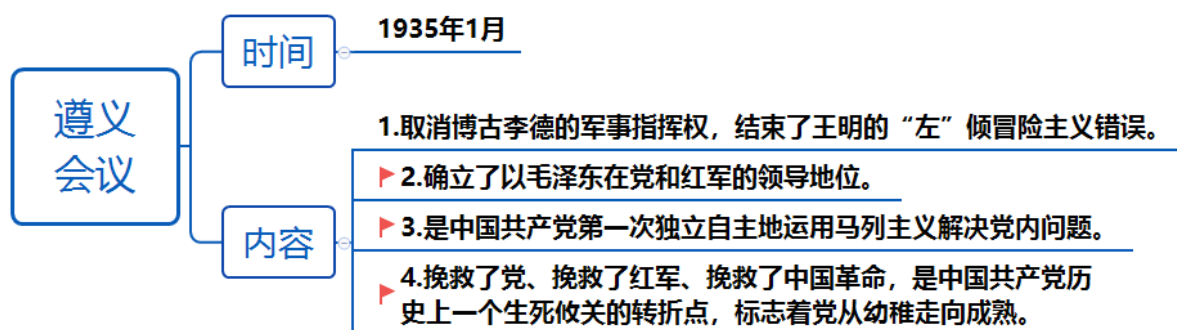 遵义
会议
时间
1935年1月
内容
1.取消博古李德的军事指挥权，结束了王明的“左”倾冒险主义错误。
2.确立了以毛泽东在党和红军的领导地位。
3.是中国共产党第一次独立自主地运用马列主义解决党内问题。
4.挽救了党、挽救了红军、挽救了中国革命，是中国共产党历
史上一个生死攸关的转折点，标志着党从幼稚走向成熟。